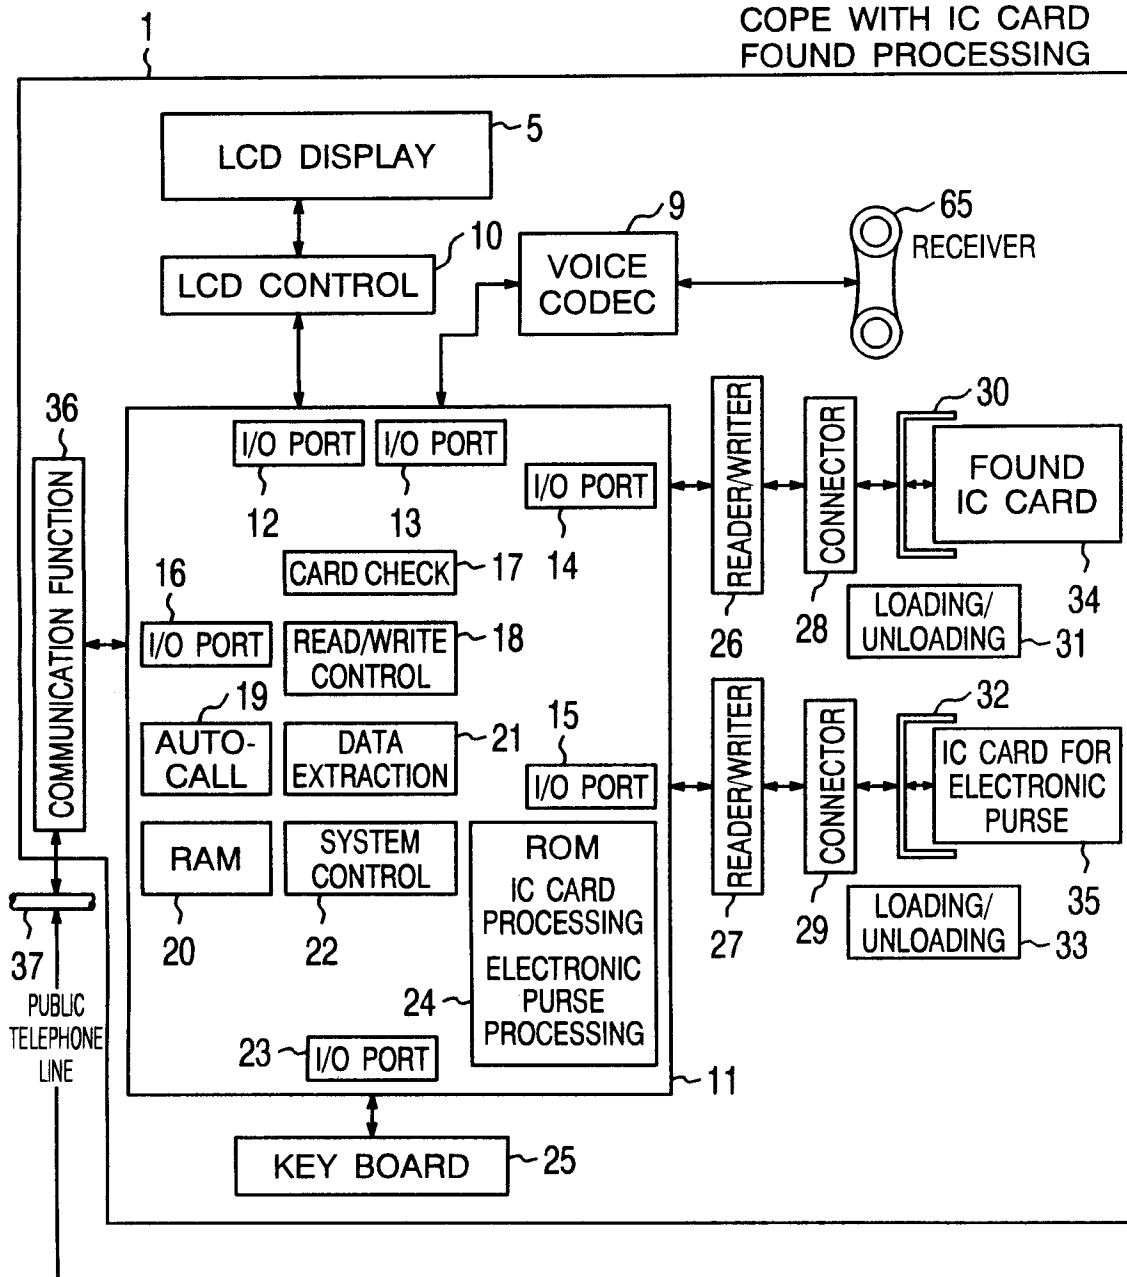 COPE WITH IC CARD
FOUND PROCESSING
1
LCD DISPLAY
5
LCD CONTROL
10
VOICE
CODEC
9
65
RECEIVER
36
COMMUNICATION FUNCTION
I/O PORT
12
I/O PORT
13
I/O PORT
14
READER/WRITER
26
CONNECTOR
28
30
FOUND
IC CARD
34
LOADING/
UNLOADING
31
CARD CHECK
17
16
I/O PORT
READ/WRITE
CONTROL
18
19
AUTO-
CALL
DATA
EXTRACTION
21
15
I/O PORT
READER/WRITER
27
CONNECTOR
29
32
IC CARD FOR
ELECTRONIC
PURSE
35
LOADING/
UNLOADING
33
RAM
20
SYSTEM
CONTROL
22
ROM
IC CARD
PROCESSING
ELECTRONIC
PURSE
PROCESSING
24
37
PUBLIC
TELEPHONE
LINE
23
I/O PORT
11
KEY BOARD
25